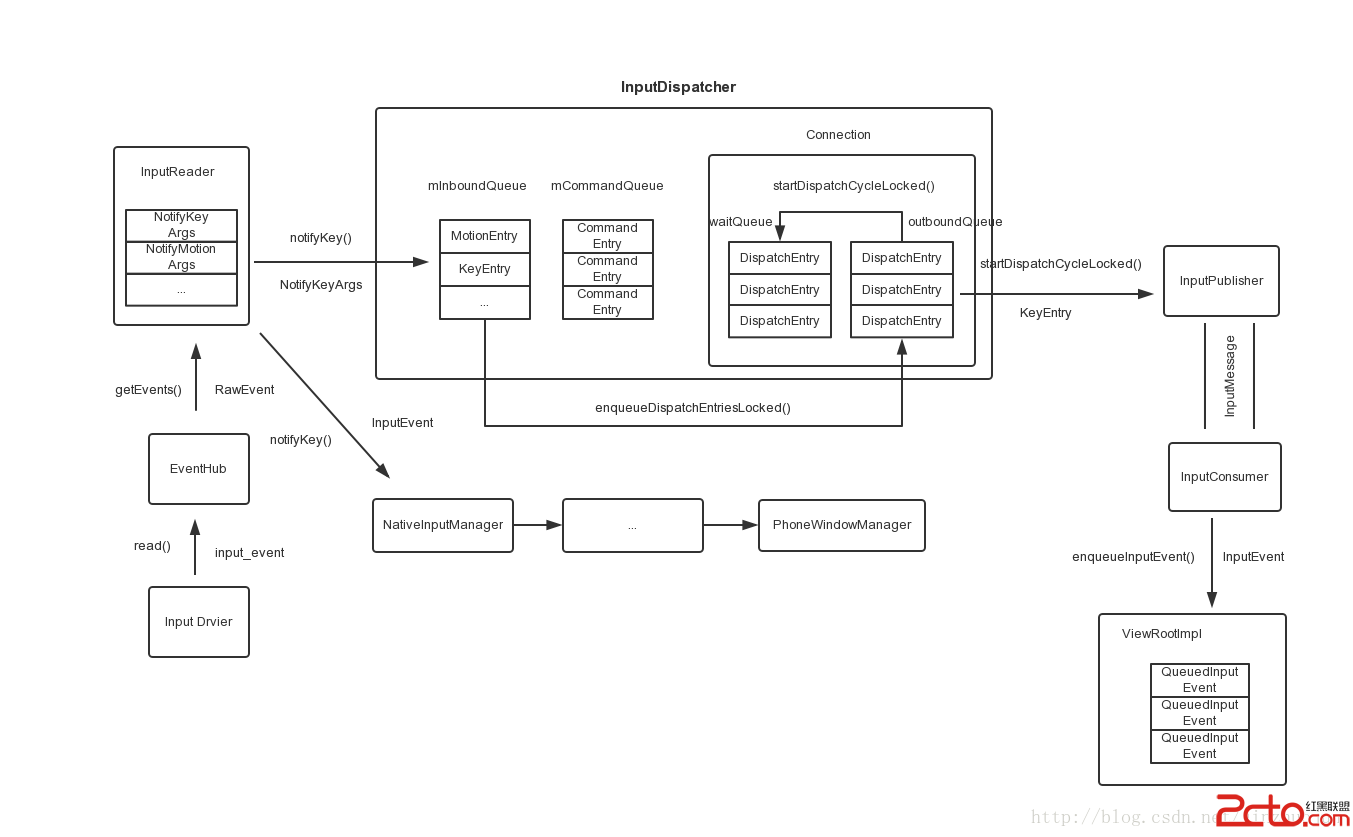 InputDispatcher
Connection
InputReader
NotifyKey
Args
NotifyMotion
Args
...
notifyKey()
NotifyKeyArgs
mInboundQueue
MotionEntry
KeyEntry
...
mCommandQueue
Command
Entry
Command
Entry
Command
Entry
startDispatchCycleLocked()
waitQueue
outboundQueue
DispatchEntry
DispatchEntry
DispatchEntry
DispatchEntry
DispatchEntry
DispatchEntry
startDispatchCycleLocked()
KeyEntry
InputPublisher
InputMessage
enqueueDispatchEntriesLocked()
getEvents()
RawEvent
InputEvent
notifyKey()
EventHub
NativeInputManager
...
PhoneWindowManager
InputConsumer
read()
input_event
enqueueInputEvent()
InputEvent
Input Drvier
ViewRootImpl
QueuedInput
Event
QueuedInput
Event
QueuedInput
Event
http://blog.csdn.net/
2cto.com
红黑联盟